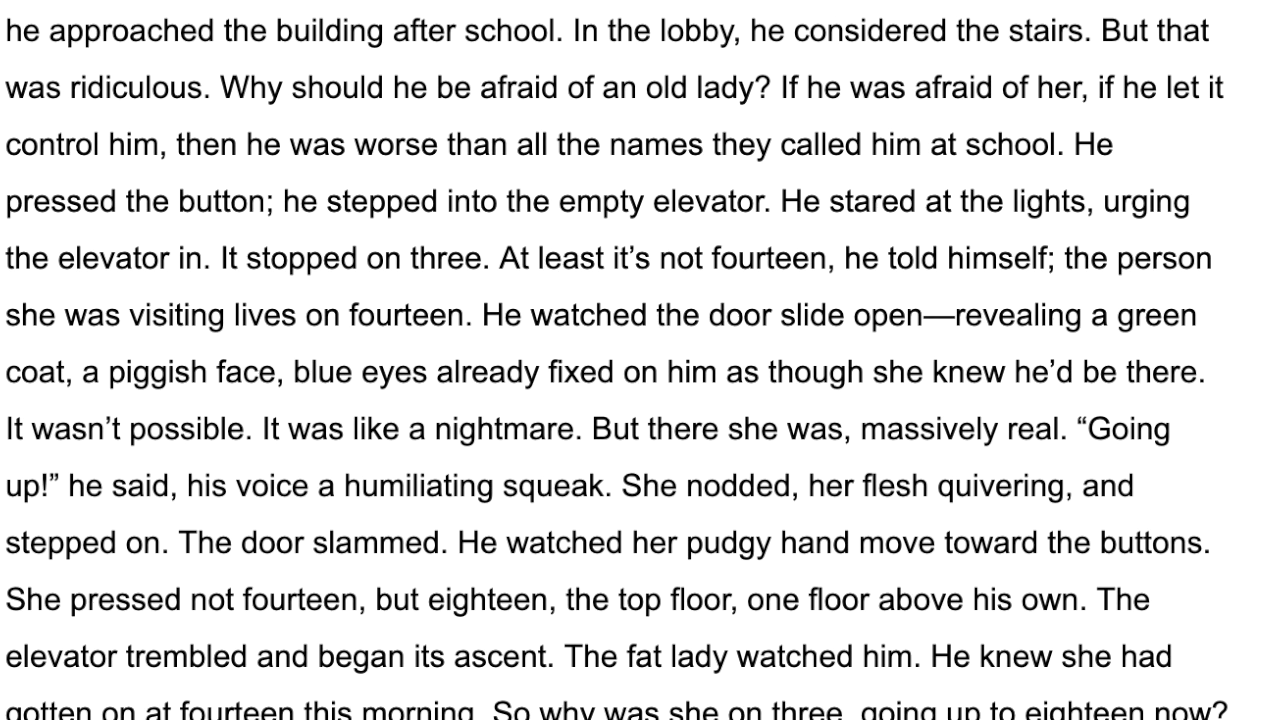 he approached the building after school. In the lobby, he considered the stairs. But that
was ridiculous. Why should he be afraid of an old lady? If he was afraid of her, if he let it
control him, then he was worse than all the names they called him at school. He
pressed the button; he stepped into the empty elevator. He stared at the lights, urging
the elevator in. It stopped on three. At least it’s not fourteen, he told himself; the person
she was visiting lives on fourteen. He watched the door slide open—revealing a green
coat, a piggish face, blue eyes already fixed on him as though she knew he’d be there.
It wasn’t possible. It was like a nightmare. But there she was, massively real. “Going
up!” he said, his voice a humiliating squeak. She nodded, her flesh quivering, and
stepped on. The door slammed. He watched her pudgy hand move toward the buttons.
She pressed not fourteen, but eighteen, the top floor, one floor above his own. The
elevator trembled and began its ascent. The fat lady watched him. He knew she had
gotten on at fourteen this morning. So why was she on three, going up to eighteen now?